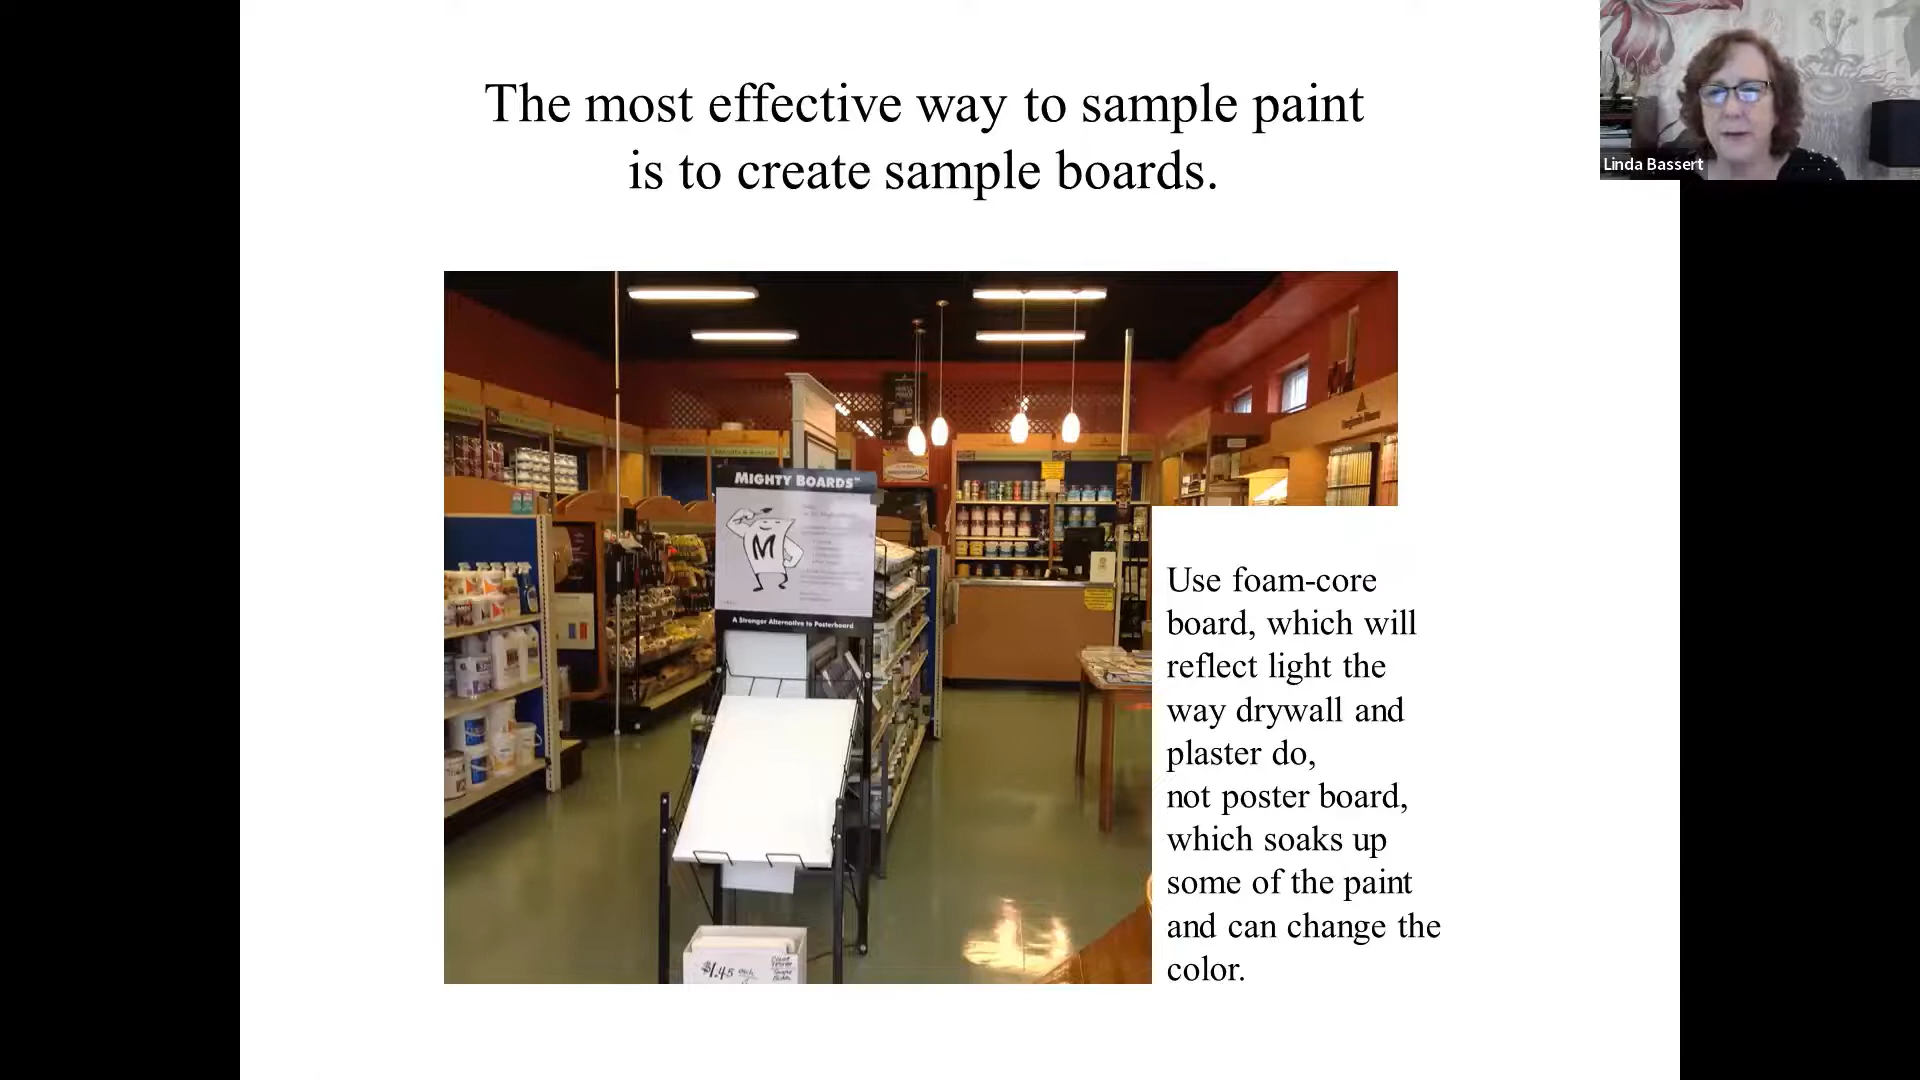 The most effective way to sample paint
is to create sample boards.
Linda Bassert
MIGHTY BOARDS™
M
A Stronger Alternative to Posterboard
$1.45 each
Use foam-core
board, which will
reflect light the
way drywall and
plaster do,
not poster board,
which soaks up
some of the paint
and can change the
color.